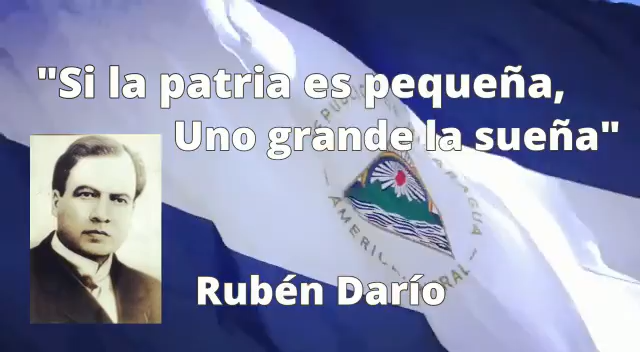 "Si la patria es pequeña,
Uno grande la sueña"
Rubén Darío